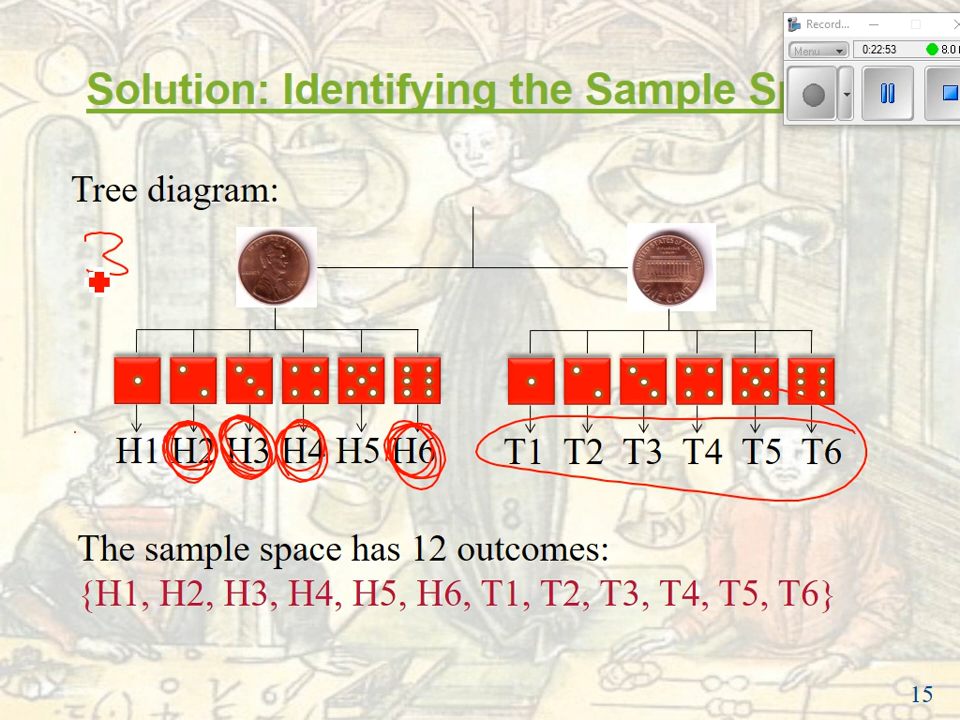 Record...
Menu
0:22:53
8.0
Solution: Identifying the Sample
Tree diagram:
3
H1 H2 H3 H4 H5 H6 T1 T2 T3 T4 T5 T6
The sample space has 12 outcomes:
{H1, H2, H3, H4, H5, H6, T1, T2, T3, T4, T5, T6}
15